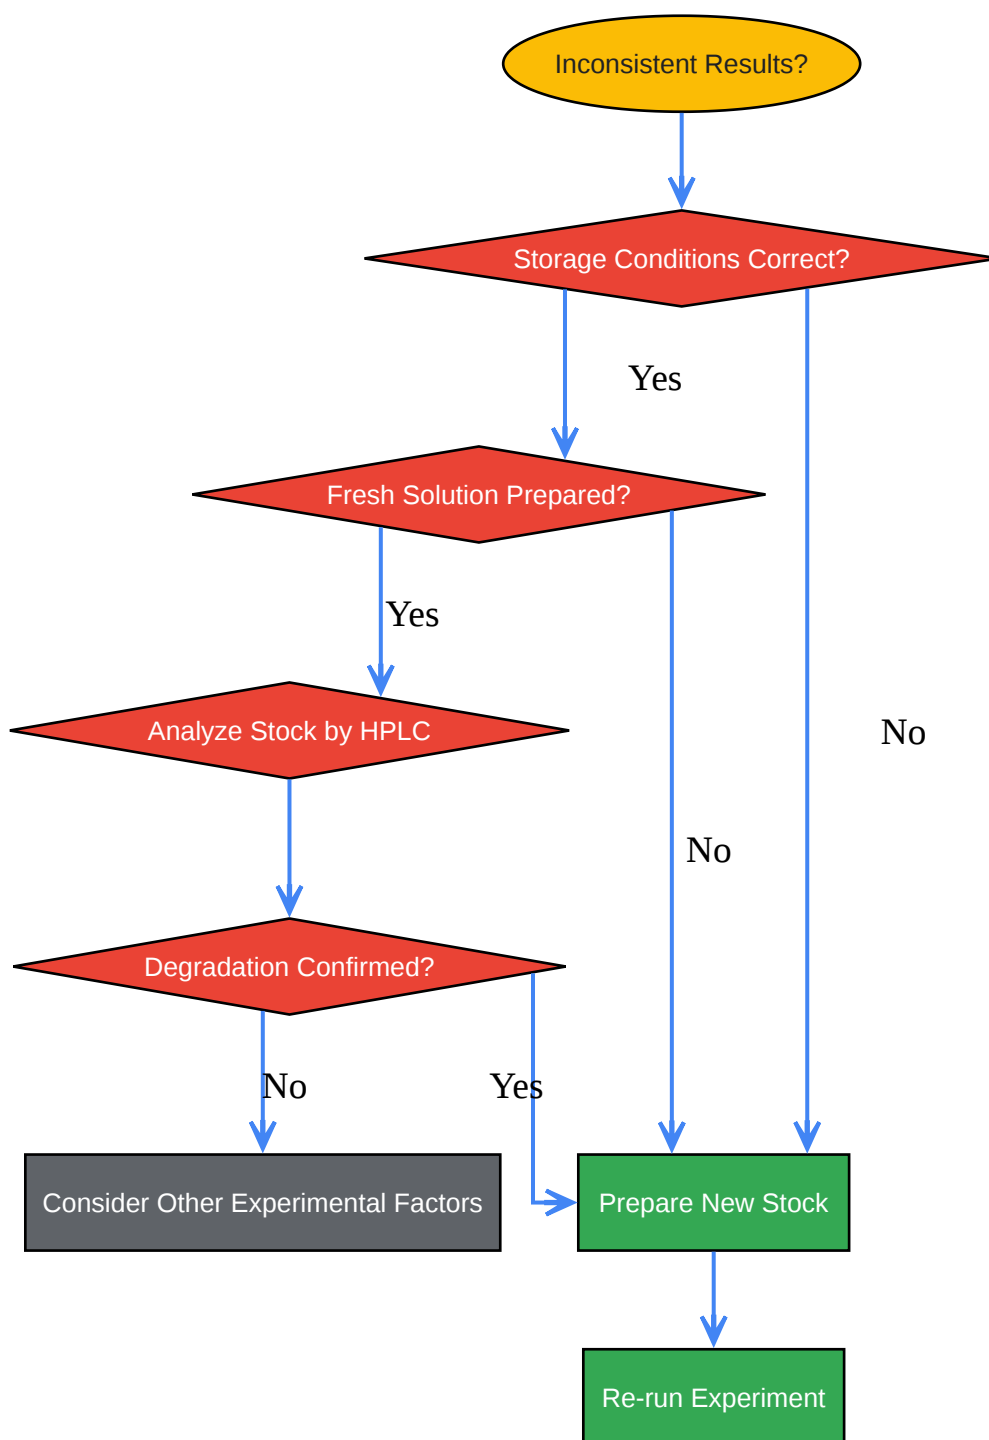 Inconsistent Results?
Storage Conditions Correct?
Yes
Fresh Solution Prepared?
Yes
Analyze Stock by HPLC
No
No
Degradation Confirmed?
No
Yes
Consider Other Experimental Factors
Prepare New Stock
Re-run Experiment